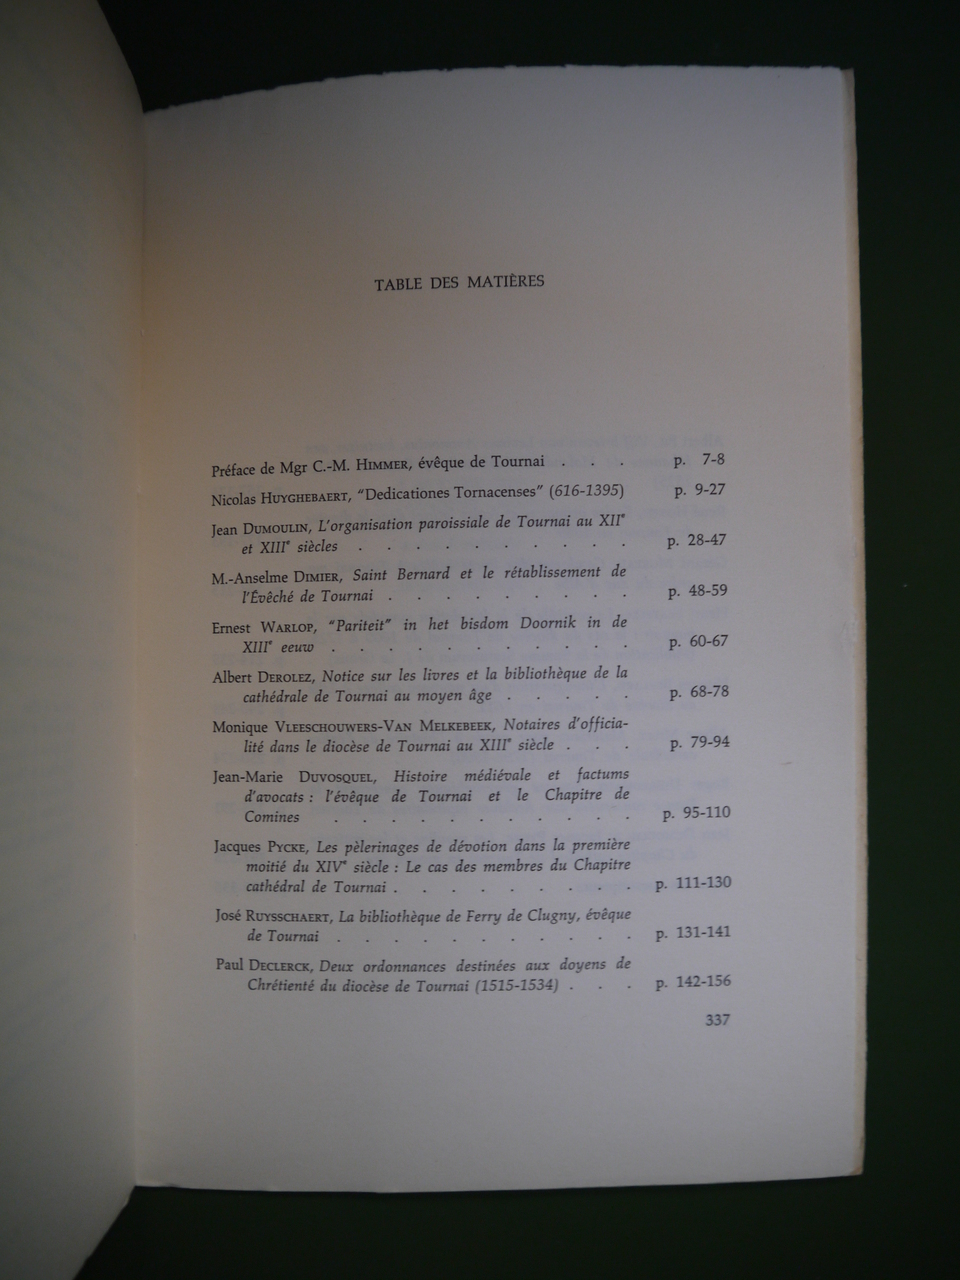 TABLE DES MATIÈRES
Préface de Mgr C.-M. HIMMER, évêque de Tournai . . . p. 7-8
Nicolas HUYGHEBAERT, "Dedicationes Tornacenses" (616-1395) p. 9-27
Jean DUMOULIN, L'organisation paroissiale de Tournai au XIIe
et XIIIe siècles . . . . . . . . . . p. 28-47
M.-Anselme DIMIER, Saint Bernard et le rétablissement de
l'Évêché de Tournai . . . . . . . . . p. 48-59
Ernest WARLOP, "Pariteit" in het bisdom Doornik in de
XIIIe eeuw . . . . . . . . . . . p. 60-67
Albert DEROLEZ, Notice sur les livres et la bibliothèque de la
cathédrale de Tournai au moyen âge . . . . . p. 68-78
Monique VLEESCHOUWERS-VAN MELKEBEEK, Notaires d'officia-
lité dans le diocèse de Tournai au XIIIe siècle . . . p. 79-94
Jean-Marie DUVOSQUEL, Histoire médiévale et factums
d'avocats : l'évêque de Tournai et le Chapitre de
Comines . . . . . . . . . . . p. 95-110
Jacques PYCKE, Les pèlerinages de dévotion dans la première
moitié du XIVe siècle : Le cas des membres du Chapitre
cathédral de Tournai . . . . . . . . . p. 111-130
José RUYSSCHAERT, La bibliothèque de Ferry de Clugny, évêque
de Tournai . . . . . . . . . . . p. 131-141
Paul DECLERCK, Deux ordonnances destinées aux doyens de
Chrétienté du diocèse de Tournai (1515-1534) . . . p. 142-156
337